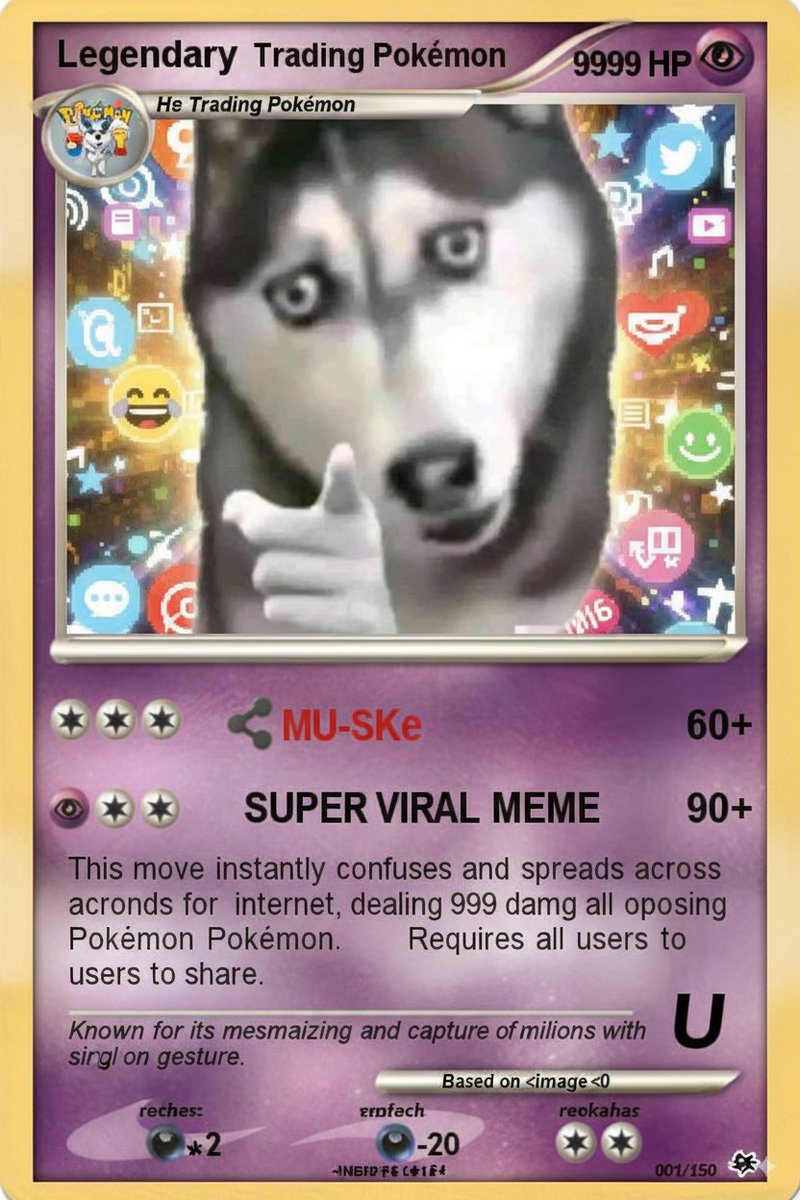 Legendary Trading Pokémon 9999 HP
He Trading Pokémon
MU-SKe 60+
SUPER VIRAL MEME 90+
This move instantly confuses and spreads across
acronds for internet, dealing 999 damg all oposing
Pokémon Pokémon. Requires all users to
users to share.
Known for its mesmaizing and capture of milions with
sirgl on gesture.
U
Based on <image<0
reches: reokahas
*2 -20
001/150